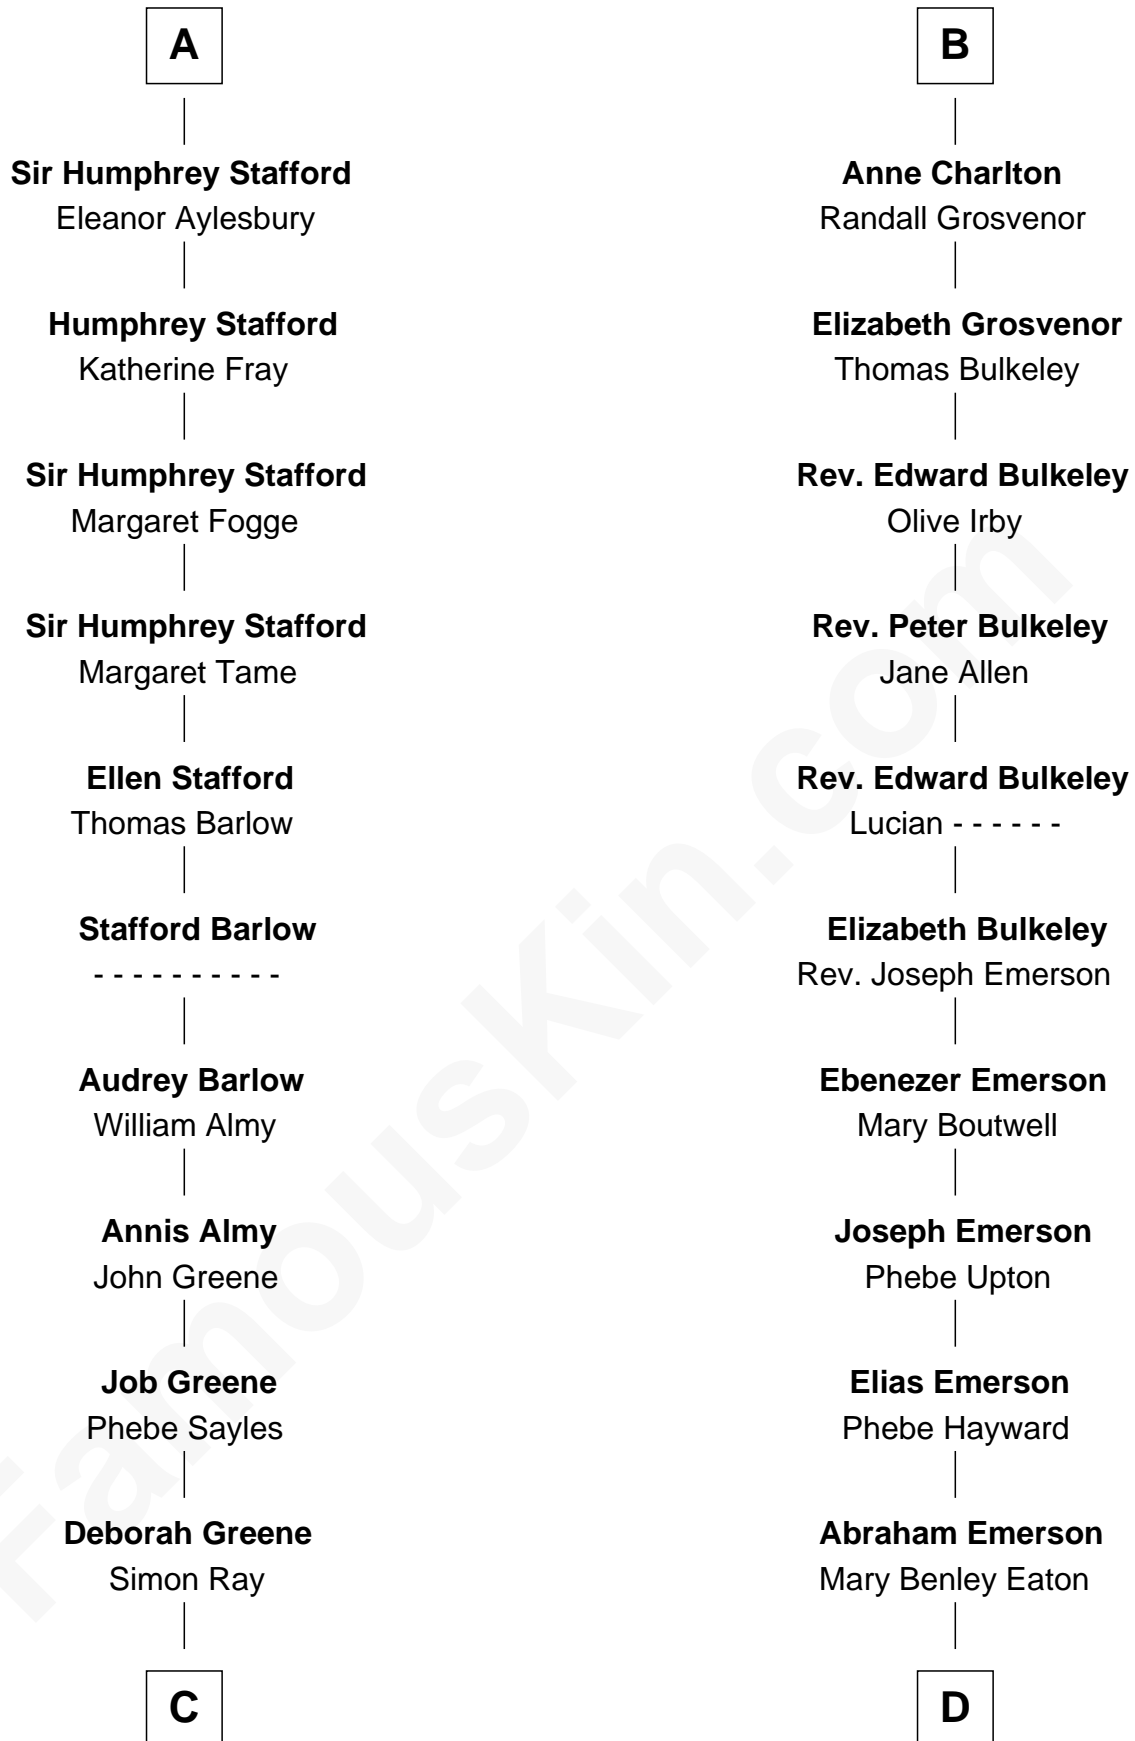 A
Sir Humphrey Stafford
Eleanor Aylesbury
Humphrey Stafford
Katherine Fray
Sir Humphrey Stafford
Margaret Fogge
Sir Humphrey Stafford
Margaret Tame
Ellen Stafford
Thomas Barlow
Stafford Barlow
- - - - - - - - - -
Audrey Barlow
William Almy
Annis Almy
John Greene
Job Greene
Phebe Sayles
Deborah Greene
Simon Ray
C
B
Anne Charlton
Randall Grosvenor
Elizabeth Grosvenor
Thomas Bulkeley
Rev. Edward Bulkeley
Olive Irby
Rev. Peter Bulkeley
Jane Allen
Rev. Edward Bulkeley
Lucian - - - - - -
Elizabeth Bulkeley
Rev. Joseph Emerson
Ebenezer Emerson
Mary Boutwell
Joseph Emerson
Phebe Upton
Elias Emerson
Phebe Hayward
Abraham Emerson
Mary Benley Eaton
D
FamousKin.com